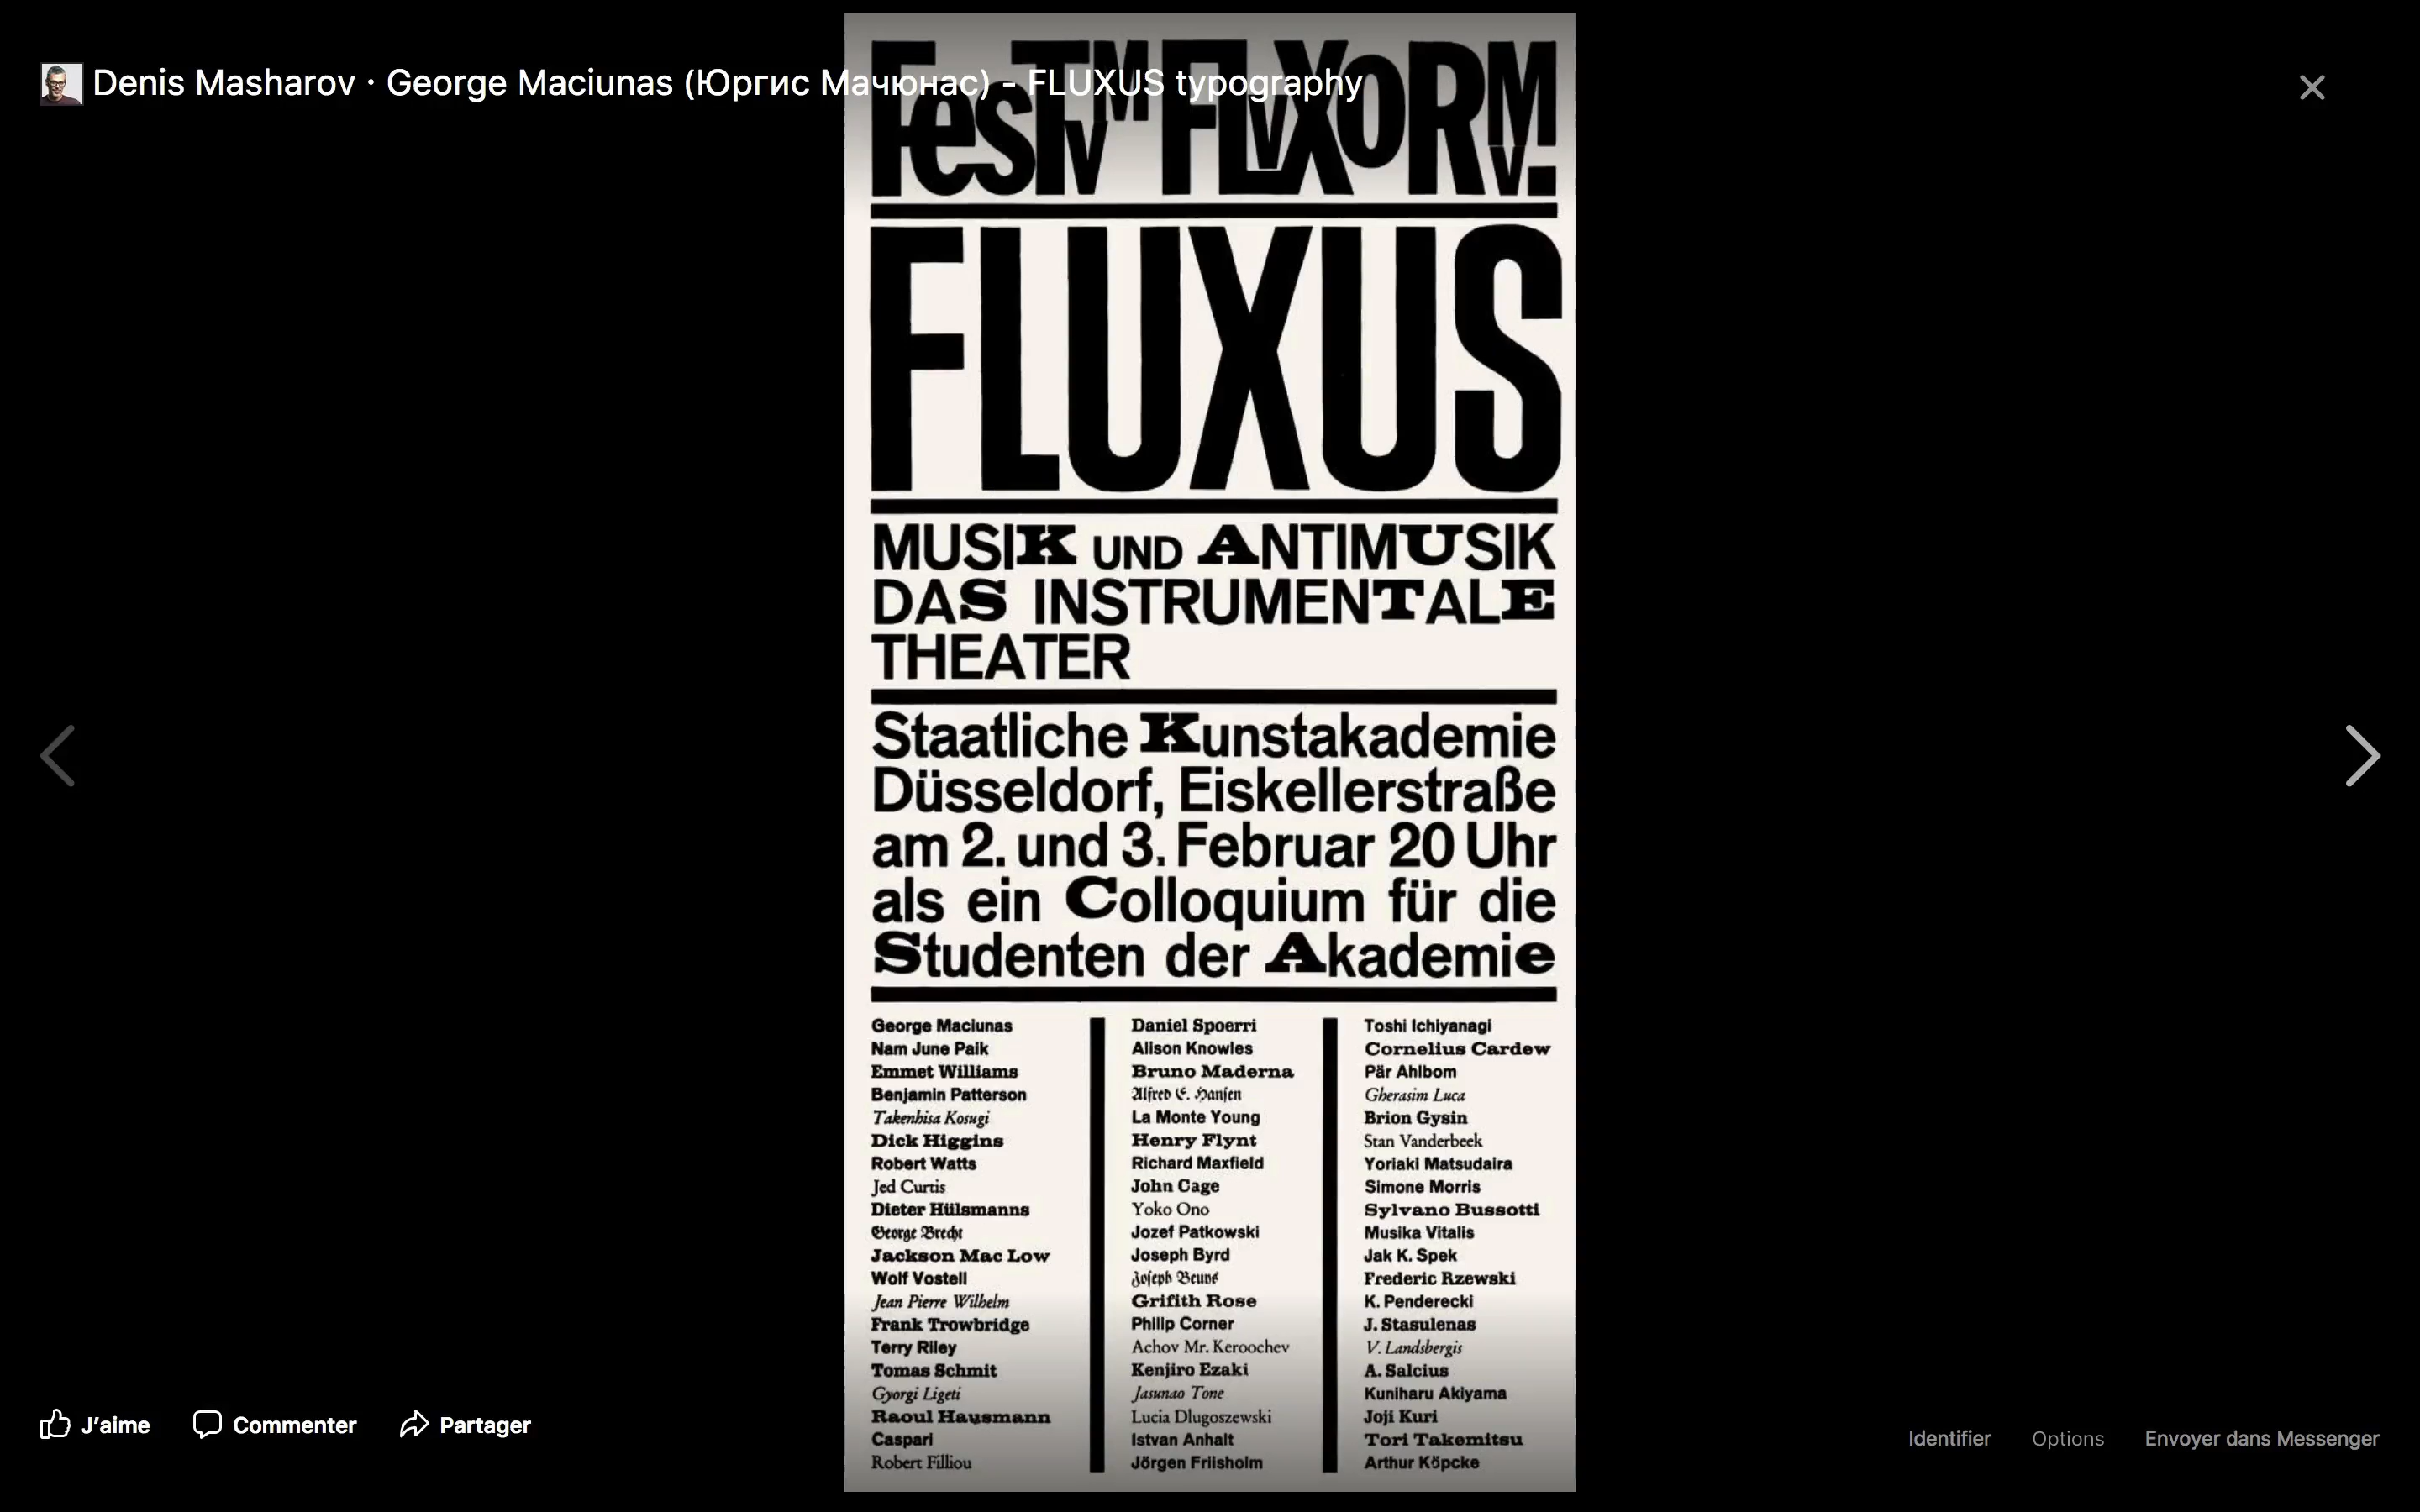 Denis Masharov · George Maciunas (Юргис Мачюнас) - FLUXUS typography
FesTvM FLvXORMV.
FLUXUS
MUSIK UND ANTIMUSIK
DAS INSTRUMENTALE
THEATER
Staatliche Kunstakademie
Düsseldorf, Eiskellerstraße
am 2. und 3. Februar 20 Uhr
als ein Colloquium für die
Studenten der Akademie
George Maciunas
Nam June Paik
Emmet Williams
Benjamin Patterson
Takenhisa Kosugi
Dick Higgins
Robert Watts
Jed Curtis
Dieter Hülsmanns
George Brecht
Jackson Mac Low
Wolf Vostell
Jean Pierre Wilhelm
Frank Trowbridge
Terry Riley
Tomas Schmit
Gyorgi Ligeti
Raoul Hausmann
Caspari
Robert Filliou
Daniel Spoerri
Alison Knowles
Bruno Maderna
Alfred E. Hansen
La Monte Young
Henry Flynt
Richard Maxfield
John Cage
Yoko Ono
Jozef Patkowski
Joseph Byrd
Joseph Beuys
Grifith Rose
Philip Corner
Achov Mr. Keroochev
Kenjiro Ezaki
Jasunao Tone
Lucia Dlugoszewski
Istvan Anhalt
Jörgen Friisholm
Toshi Ichiyanagi
Cornelius Cardew
Pär Ahlbom
Gherasim Luca
Brion Gysin
Stan Vanderbeek
Yoriaki Matsudaira
Simone Morris
Sylvano Bussotti
Musika Vitalis
Jak K. Spek
Frederic Rzewski
K. Penderecki
J. Stasulenas
V. Landsbergis
A. Salcius
Kuniharu Akiyama
Joji Kuri
Tori Takemitsu
Arthur Köpcke
J'aime
Commenter
Partager
Identifier
Options
Envoyer dans Messenger